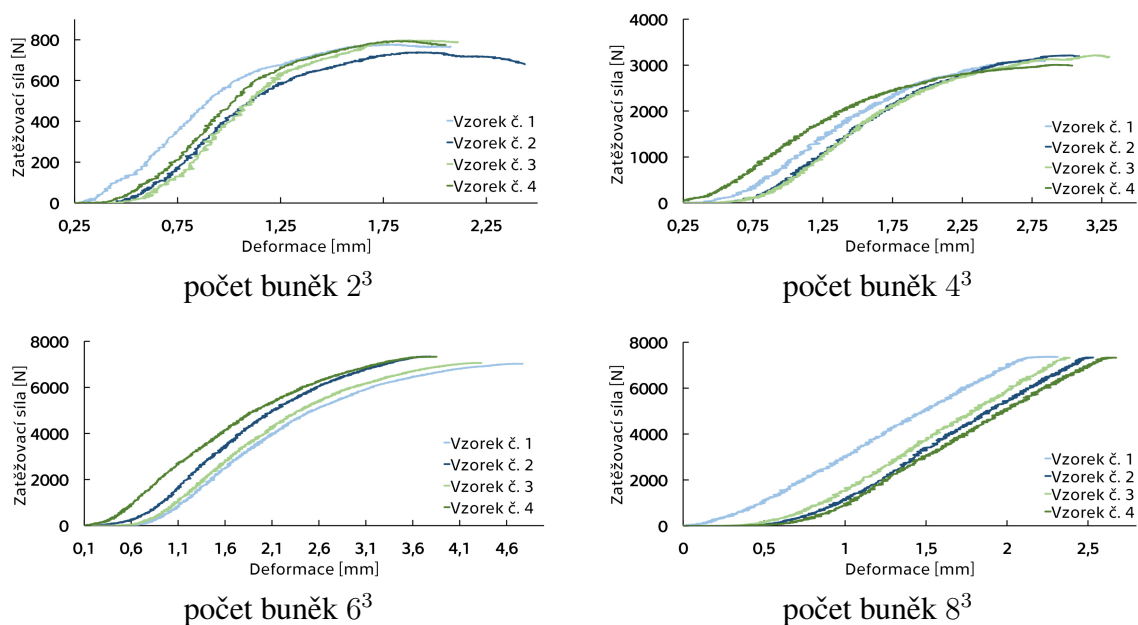 Zatěžovací síla [N]
800
600
400
200
0
0,25 0,75 1,25 1,75 2,25
Deformace [mm]
Vzorek č. 1
Vzorek č. 2
Vzorek č. 3
Vzorek č. 4
počet buněk 2³
Zatěžovací síla [N]
4000
3000
2000
1000
0
0,25 0,75 1,25 1,75 2,25 2,75 3,25
Deformace [mm]
Vzorek č. 1
Vzorek č. 2
Vzorek č. 3
Vzorek č. 4
počet buněk 4³
Zatěžovací síla [N]
8000
6000
4000
2000
0
0,1 0,6 1,1 1,6 2,1 2,6 3,1 3,6 4,1 4,6
Deformace [mm]
Vzorek č. 1
Vzorek č. 2
Vzorek č. 3
Vzorek č. 4
počet buněk 6³
Zatěžovací síla [N]
8000
6000
4000
2000
0
0 0,5 1 1,5 2 2,5
Deformace [mm]
Vzorek č. 1
Vzorek č. 2
Vzorek č. 3
Vzorek č. 4
počet buněk 8³